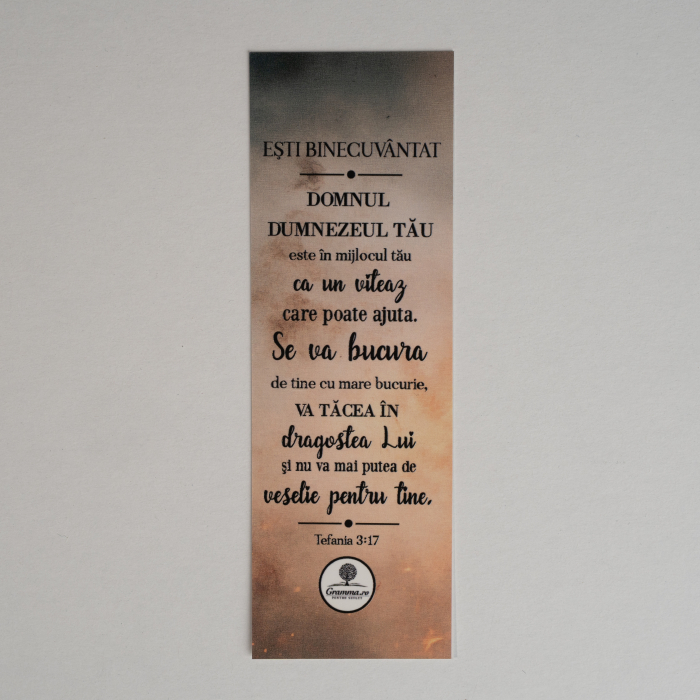 EȘTI BINECUVÂNTAT
DOMNUL
DUMNEZEUL TĂU
este în mijlocul tău
ca un viteaz
care poate ajuta.
Se va bucura
de tine cu mare bucurie,
VA TĂCEA ÎN
dragostea Lui
și nu va mai putea de
veselie pentru tine.
Țefania 3:17
Gramma.ro
PENTRU SUFLET